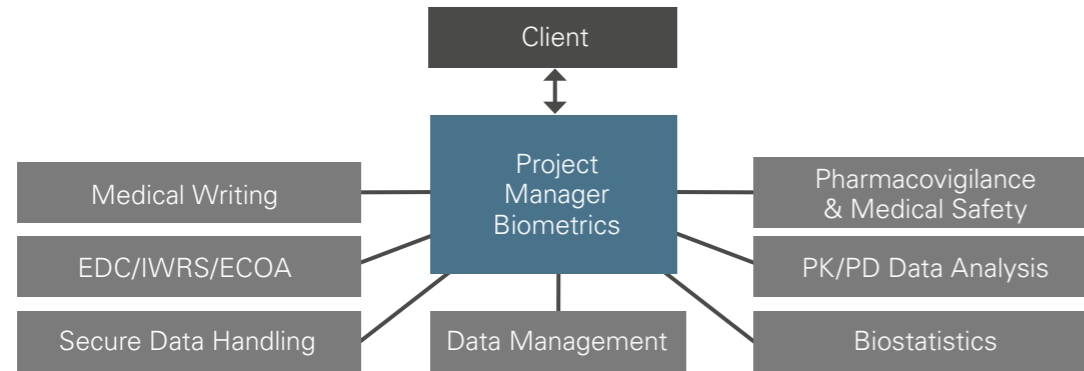 Client
Project
Manager
Biometrics
Medical Writing
EDC/IWRS/ECOA
Secure Data Handling
Data Management
Pharmacovigilance
& Medical Safety
PK/PD Data Analysis
Biostatistics